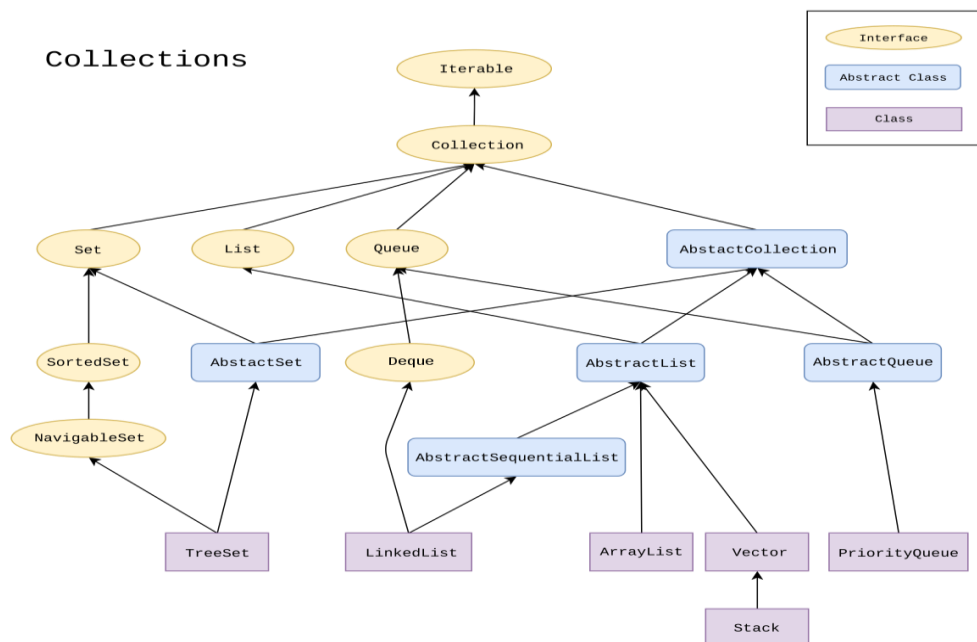 Collections
Interface
Abstract Class
Class
Iterable
Collection
Set
List
Queue
AbstactCollection
SortedSet
AbstactSet
Deque
AbstractList
AbstractQueue
NavigableSet
AbstractSequentialList
TreeSet
LinkedList
ArrayList
Vector
PriorityQueue
Stack